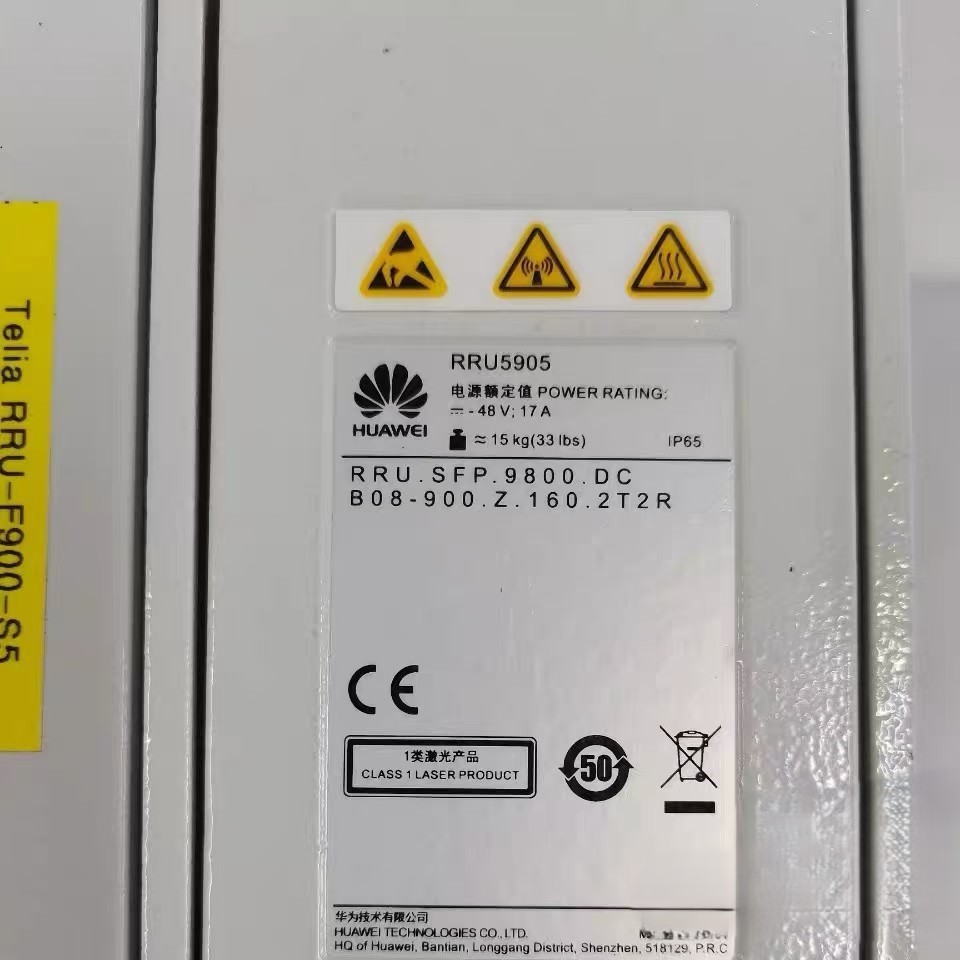 Telia RRU-F900-S5
RRU5905
电源额定值 POWER RATING:
⎓ - 48 V; 17 A
≈ 15 kg(33 lbs) IP65
HUAWEI
RRU.SFP.9800.DC
B08-900.Z.160.2T2R
CE
1类激光产品
CLASS 1 LASER PRODUCT
50
华为技术有限公司
HUAWEI TECHNOLOGIES CO., LTD.
HQ of Huawei, Bantian, Longgang District, Shenzhen, 518129, P.R.C